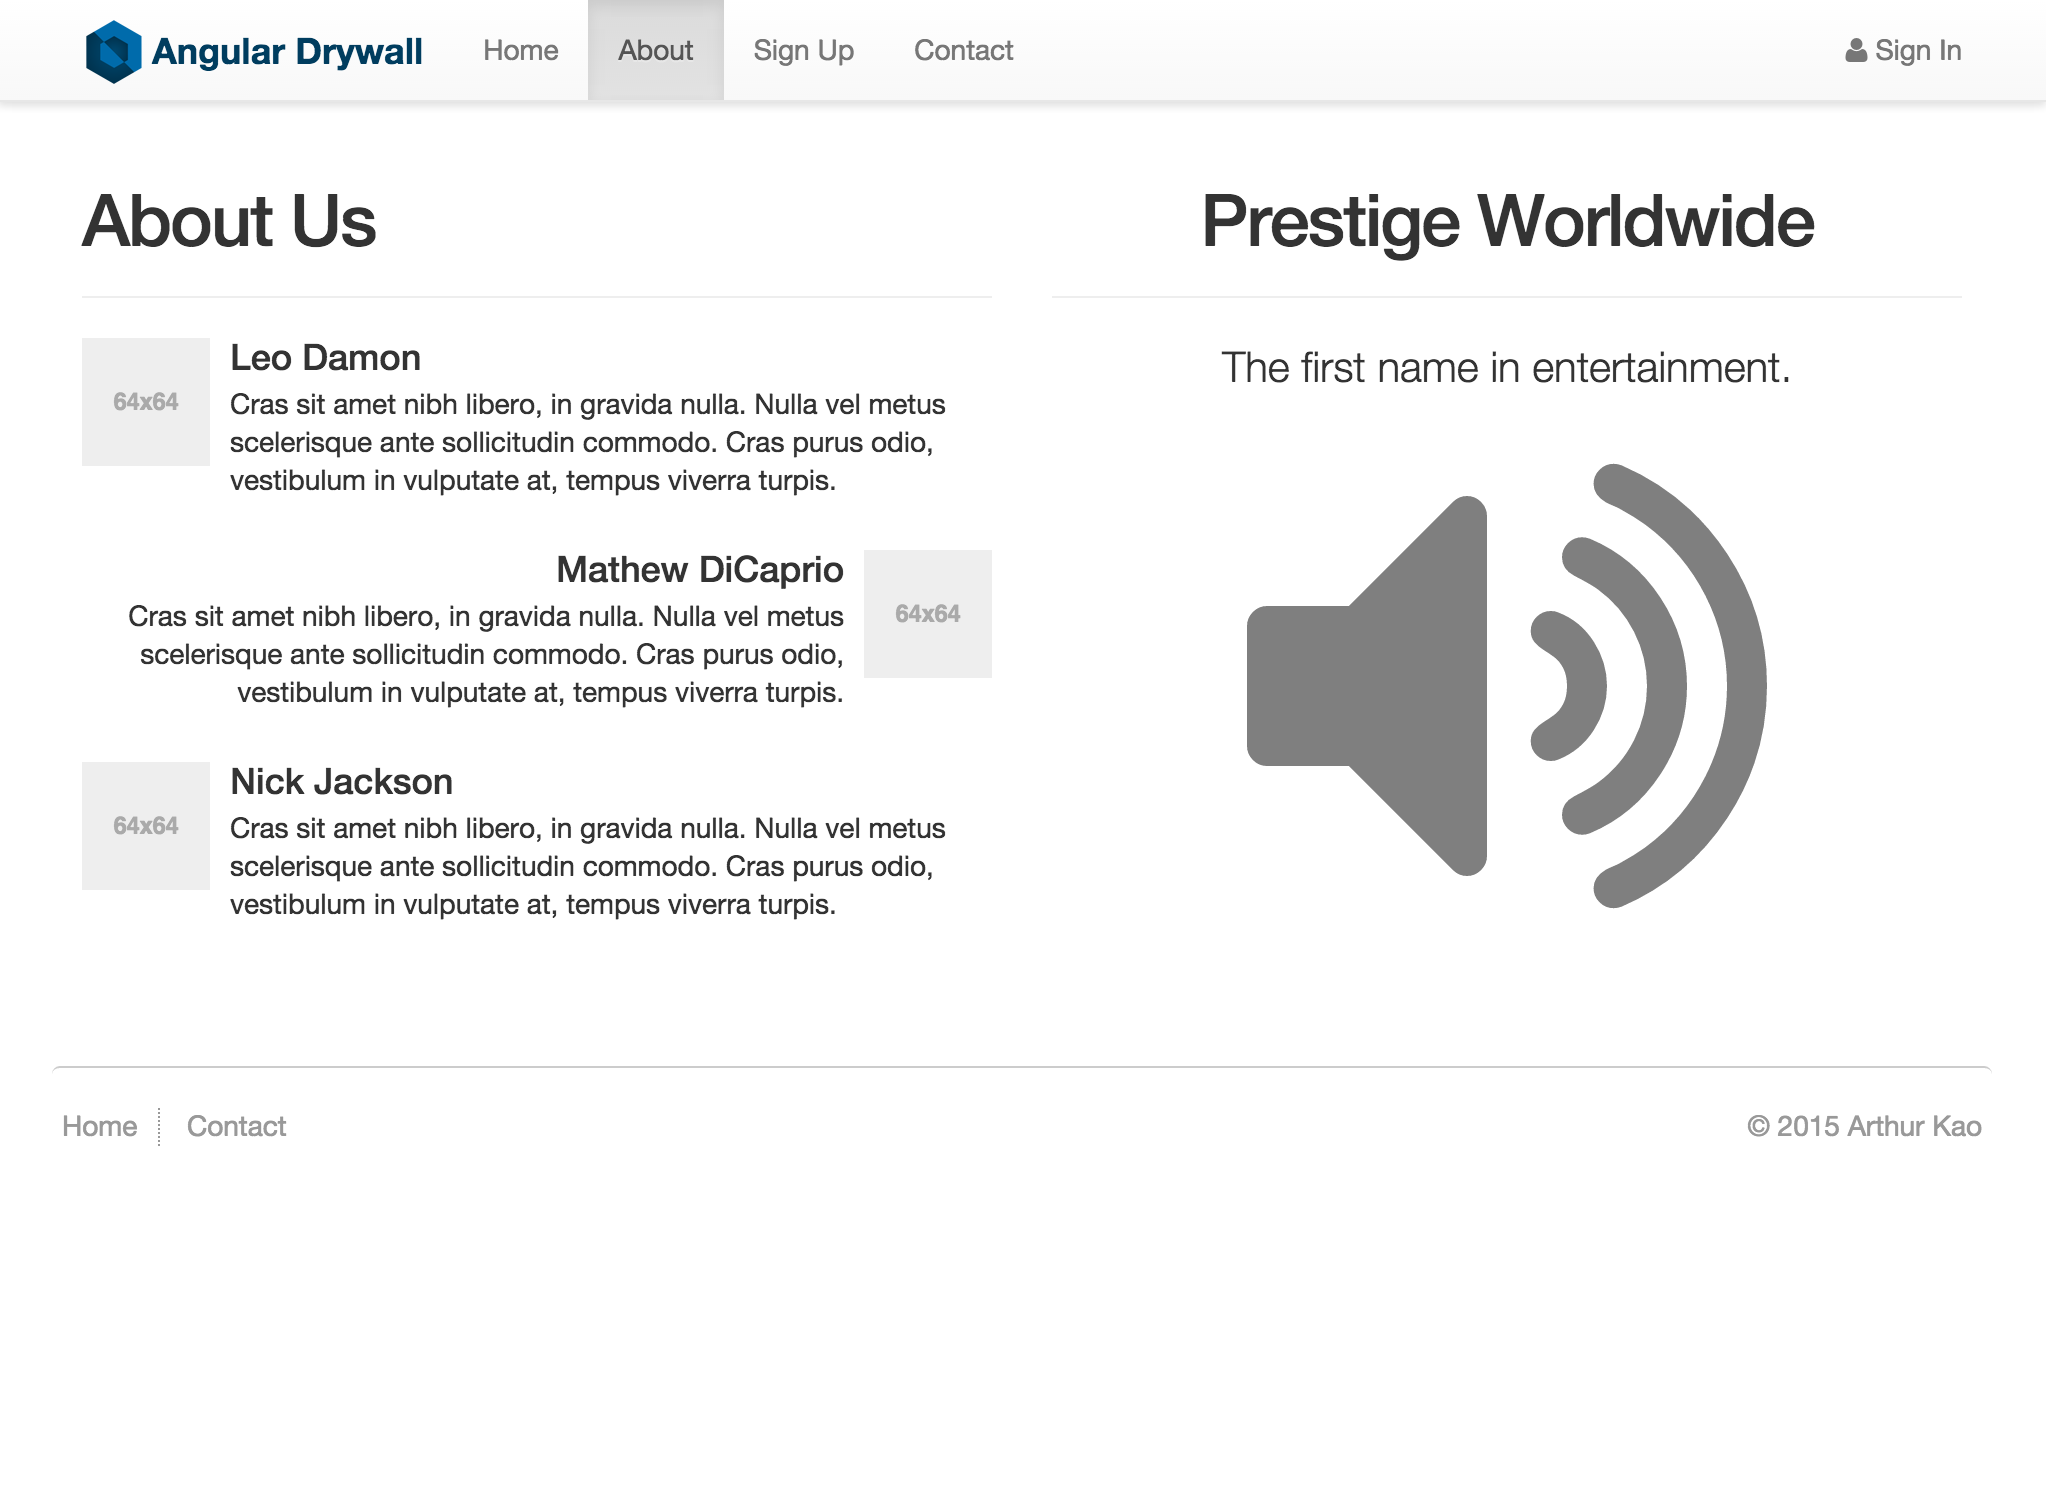 Angular Drywall
Home
About
Sign Up
Contact
Sign In
About Us
64x64
Leo Damon
Cras sit amet nibh libero, in gravida nulla. Nulla vel metus
scelerisque ante sollicitudin commodo. Cras purus odio,
vestibulum in vulputate at, tempus viverra turpis.
Mathew DiCaprio
Cras sit amet nibh libero, in gravida nulla. Nulla vel metus
scelerisque ante sollicitudin commodo. Cras purus odio,
vestibulum in vulputate at, tempus viverra turpis.
64x64
64x64
Nick Jackson
Cras sit amet nibh libero, in gravida nulla. Nulla vel metus
scelerisque ante sollicitudin commodo. Cras purus odio,
vestibulum in vulputate at, tempus viverra turpis.
Prestige Worldwide
The first name in entertainment.
Home
Contact
© 2015 Arthur Kao